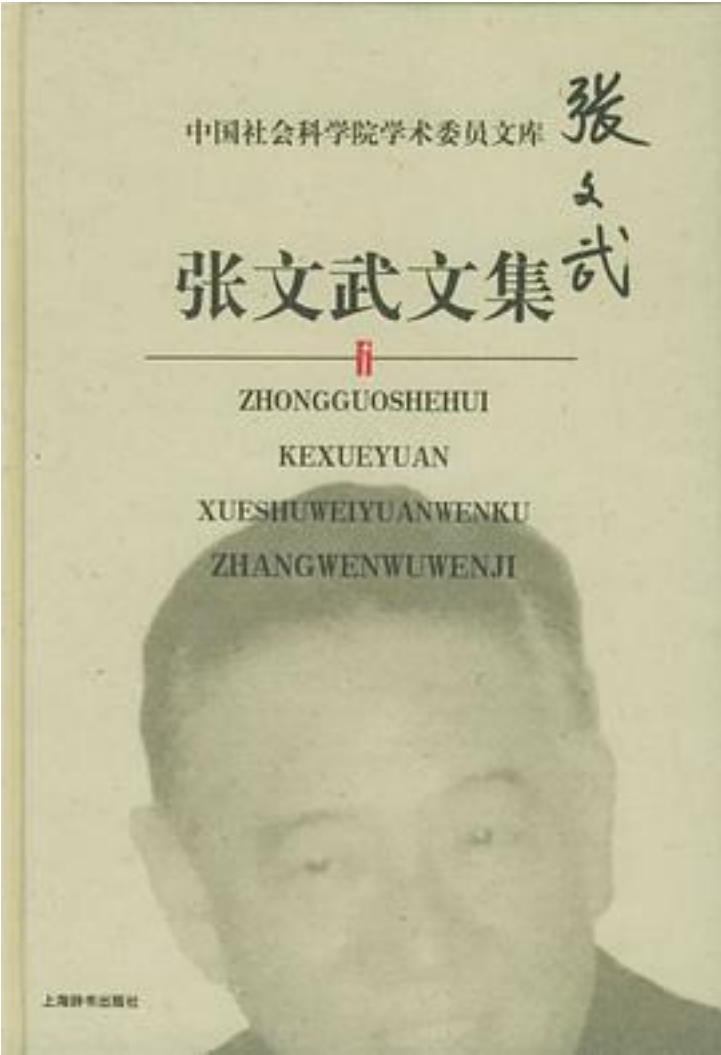 中国社会科学院学术委员文库
张文武
张文武文集
ZHONGGUOSHEHUI
KEXUEYUAN
XUESHUWEIYUANWENKU
ZHANGWENWUWENJI
上海辞书出版社